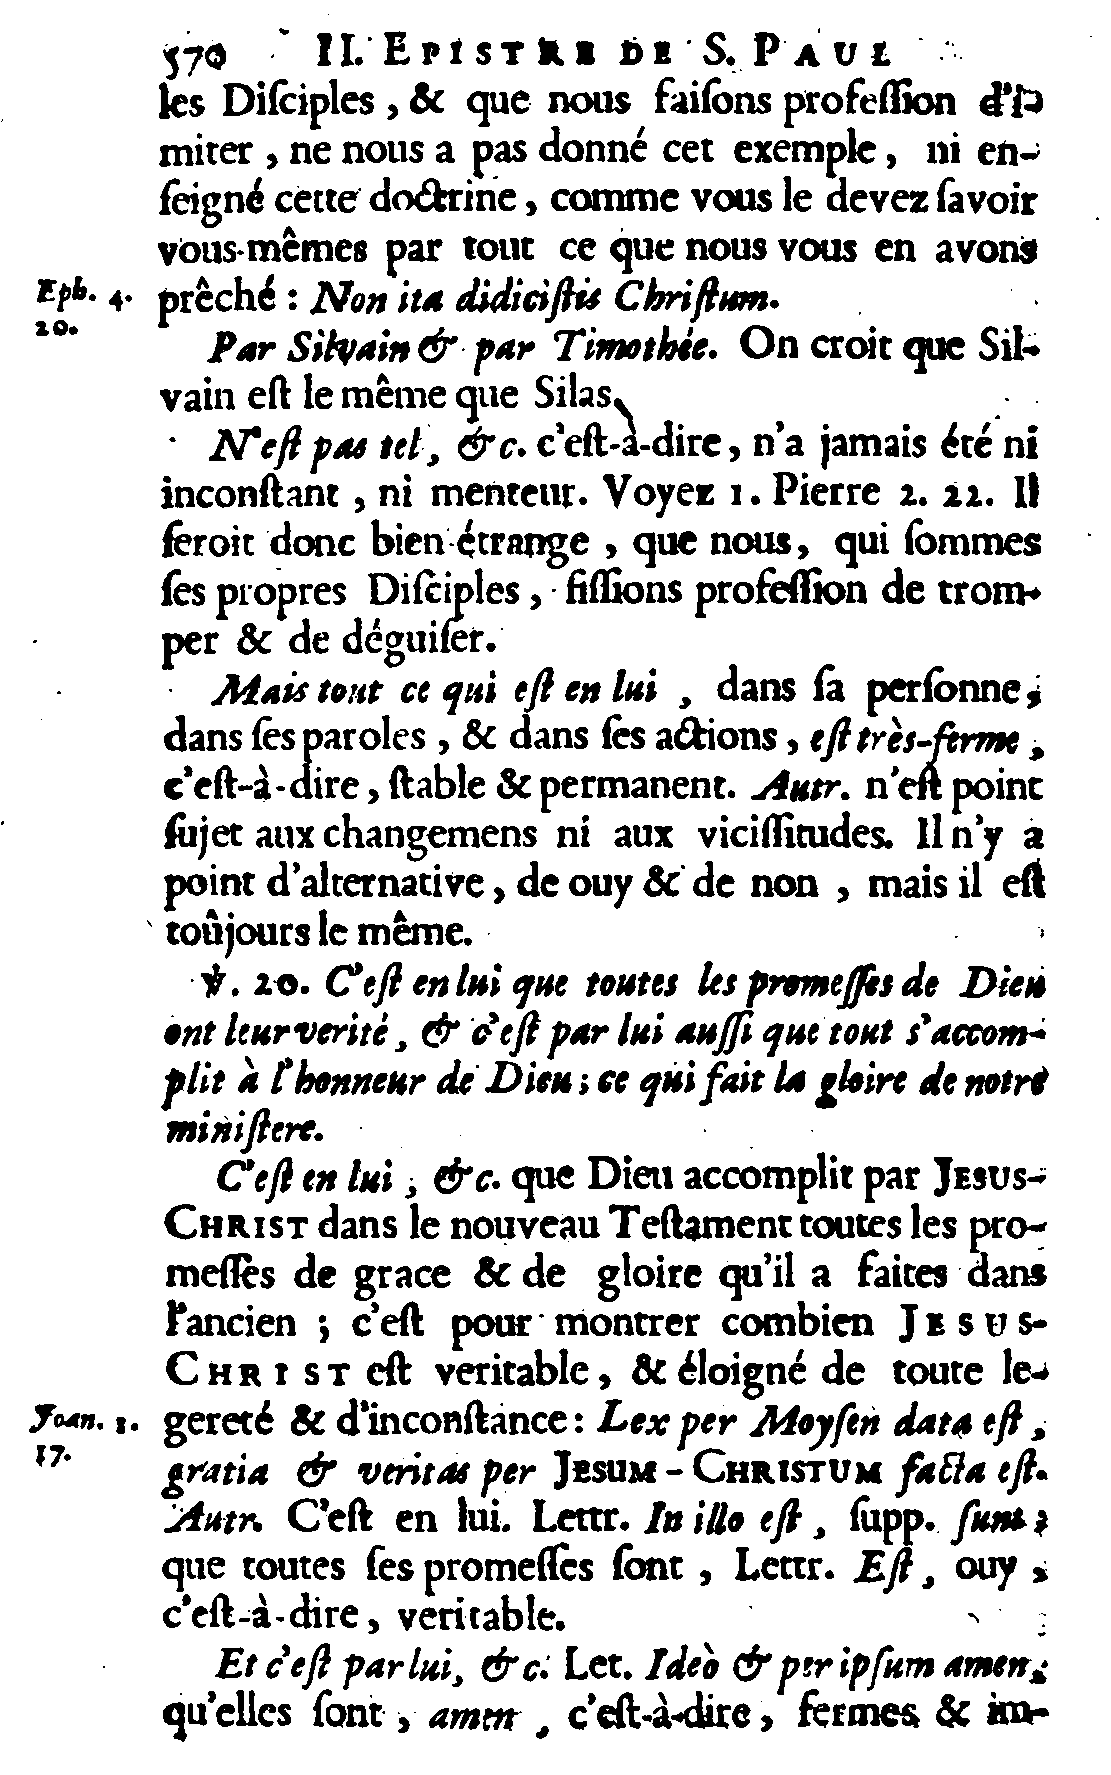 570 II. EPISTRE DE S. PAUL
les Diſciples, & que nous faiſons profeſſion d'i-
miter, ne nous a pas donné cet exemple, ni en-
ſeigné cette doctrine, comme vous le devez ſavoir
vous-mêmes par tout ce que nous vous en avons
Eph. 4. prêché : Non ita didiciſtis Chriſtum.
20.
Par Silvain & par Timothée. On croit que Sil-
vain eſt le même que Silas.
N'eſt pas tel, &c. c'eſt-à-dire, n'a jamais été ni
inconſtant, ni menteur. Voyez 1. Pierre 2. 22. Il
ſeroit donc bien étrange, que nous, qui ſommes
ſes propres Diſciples, fiſſions profeſſion de trom-
per & de déguiſer.
Mais tout ce qui eſt en lui, dans ſa perſonne,
dans ſes paroles, & dans ſes actions, eſt très-ferme,
c'eſt-à-dire, ſtable & permanent. Autr. n'eſt point
ſujet aux changemens ni aux viciſſitudes. Il n'y a
point d'alternative, de ouy & de non, mais il eſt
toûjours le même.
℣. 20. C'eſt en lui que toutes les promeſſes de Dieu
ont leur verité, & c'eſt par lui auſſi que tout s'accom-
plit à l'honneur de Dieu ; ce qui fait la gloire de notre
miniſtere.
C'eſt en lui, &c. que Dieu accomplit par JESUS-
CHRIST dans le nouveau Teſtament toutes les pro-
meſſes de grace & de gloire qu'il a faites dans
l'ancien ; c'eſt pour montrer combien JESUS-
CHRIST eſt veritable, & éloigné de toute le-
Joan. 1. gereté & d'inconſtance : Lex per Moyſen data eſt,
17. gratia & veritas per JESUM-CHRISTUM facta eſt.
Autr. C'eſt en lui. Lettr. In illo eſt, ſupp. ſunt ;
que toutes ſes promeſſes ſont, Lettr. Eſt, ouy ;
c'eſt-à-dire, veritable.
Et c'eſt par lui, &c. Let. Ideò & per ipſum amen ;
qu'elles ſont, amen, c'eſt-à-dire, fermes & im-